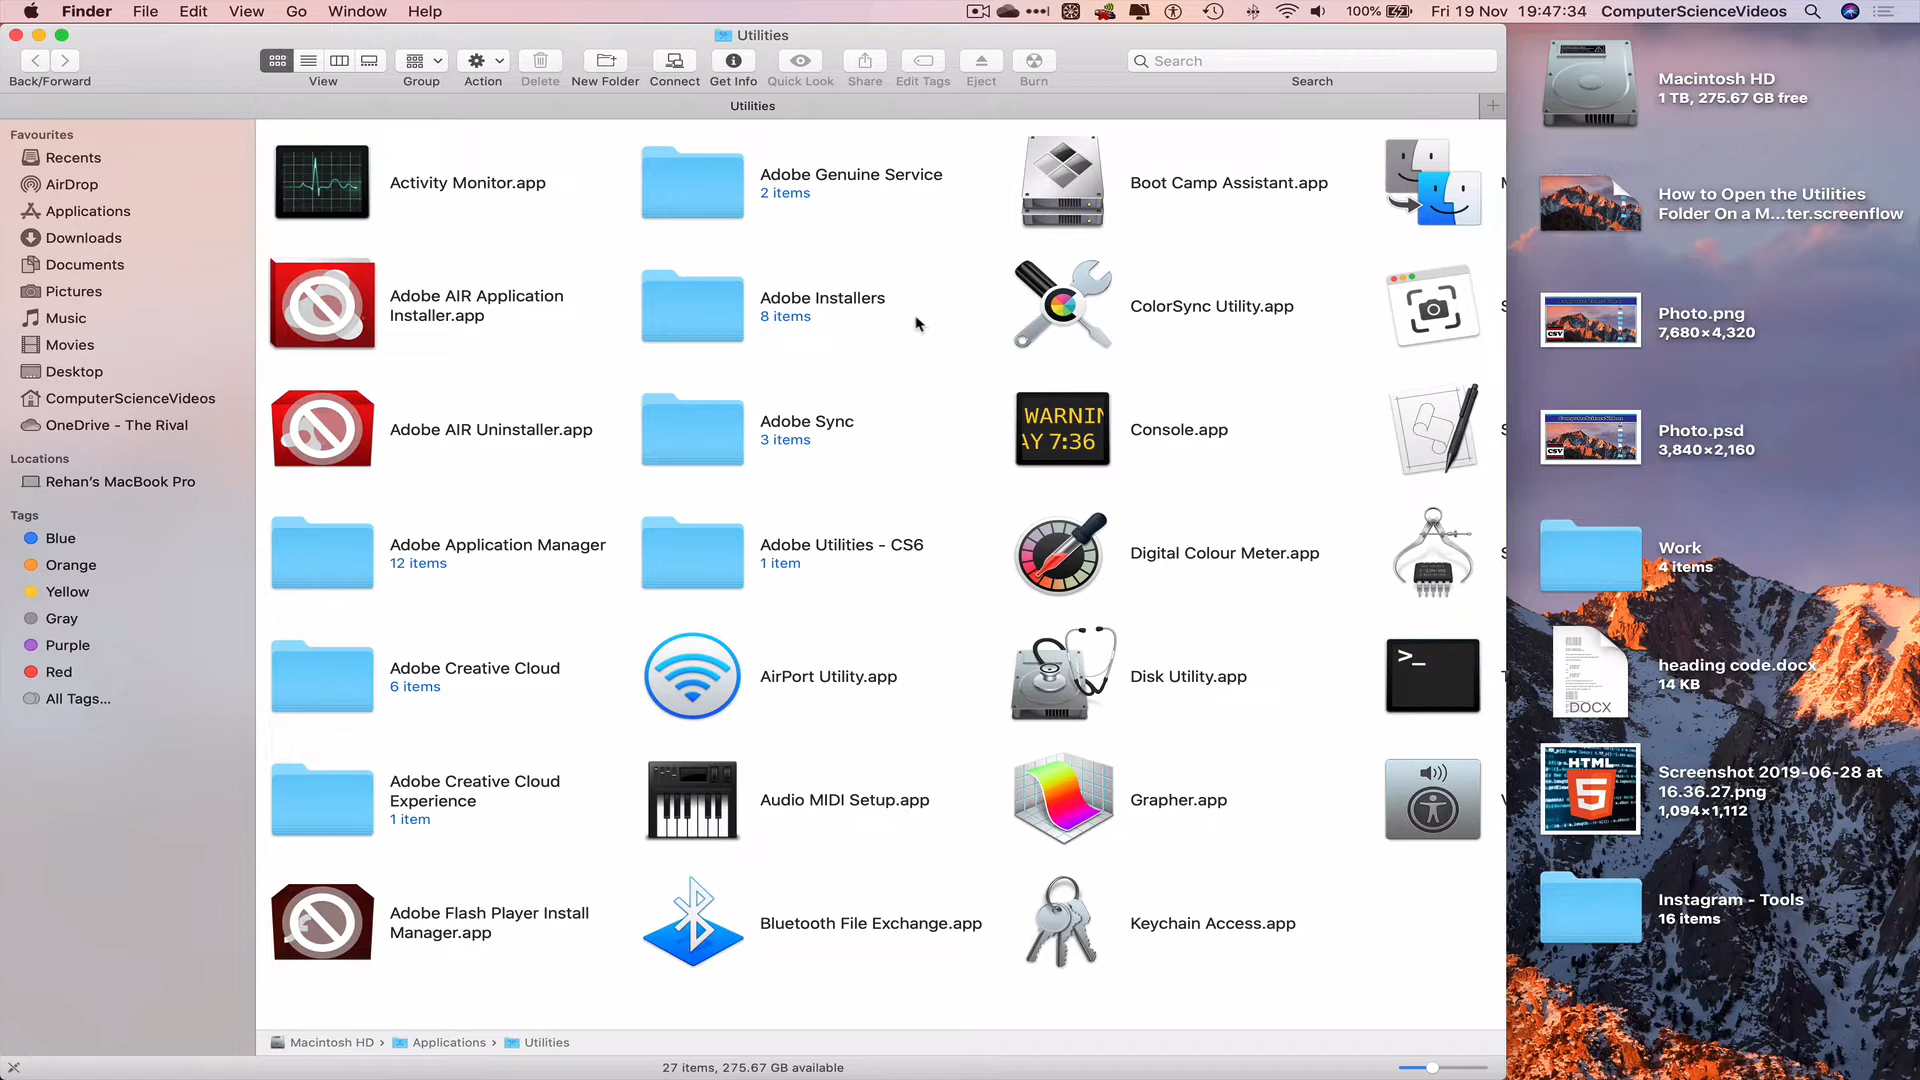 Finder File Edit View Go Window Help
100% Fri 19 Nov 19:47:34 ComputerScienceVideos
Utilities
Back/Forward View Group Action Delete New Folder Connect Get Info Quick Look Share Edit Tags Eject Burn
Search
Search
Utilities
Favourites
Recents
AirDrop
Applications
Downloads
Documents
Pictures
Music
Movies
Desktop
ComputerScienceVideos
OneDrive - The Rival
Locations
Rehan's MacBook Pro
Tags
Blue
Orange
Yellow
Gray
Purple
Red
All Tags...
Activity Monitor.app
Adobe Genuine Service
2 items
Boot Camp Assistant.app
Adobe AIR Application
Installer.app
Adobe Installers
8 items
ColorSync Utility.app
Adobe AIR Uninstaller.app
Adobe Sync
3 items
WARNIN
AY 7:36
Console.app
Adobe Application Manager
12 items
Adobe Utilities - CS6
1 item
Digital Colour Meter.app
Adobe Creative Cloud
6 items
AirPort Utility.app
Disk Utility.app
>_
Adobe Creative Cloud
Experience
1 item
Audio MIDI Setup.app
Grapher.app
Adobe Flash Player Install
Manager.app
Bluetooth File Exchange.app
Keychain Access.app
Macintosh HD › Applications › Utilities
27 items, 275.67 GB available
Macintosh HD
1 TB, 275.67 GB free
How to Open the Utilities
Folder On a M...ter.screenflow
CSV
Photo.png
7,680×4,320
CSV
Photo.psd
3,840×2,160
Work
4 items
DOCX
heading code.docx
14 KB
HTML
5
Screenshot 2019-06-28 at
16.36.27.png
1,094×1,112
Instagram - Tools
16 items